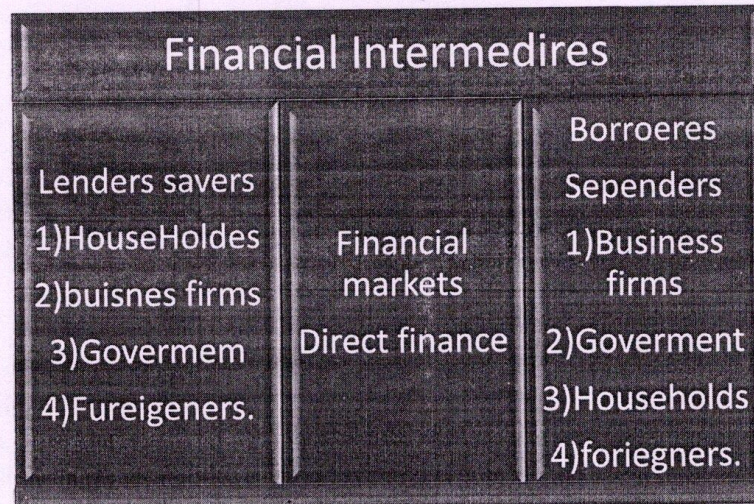 Financial Intermedires
Lenders savers
1)HouseHoldes
2)buisnes firms
3)Govermem
4)Fureigeners.
Financial
markets
Direct finance
Borroeres
Sependers
1)Business
firms
2)Goverment
3)Households
4)foriegners.